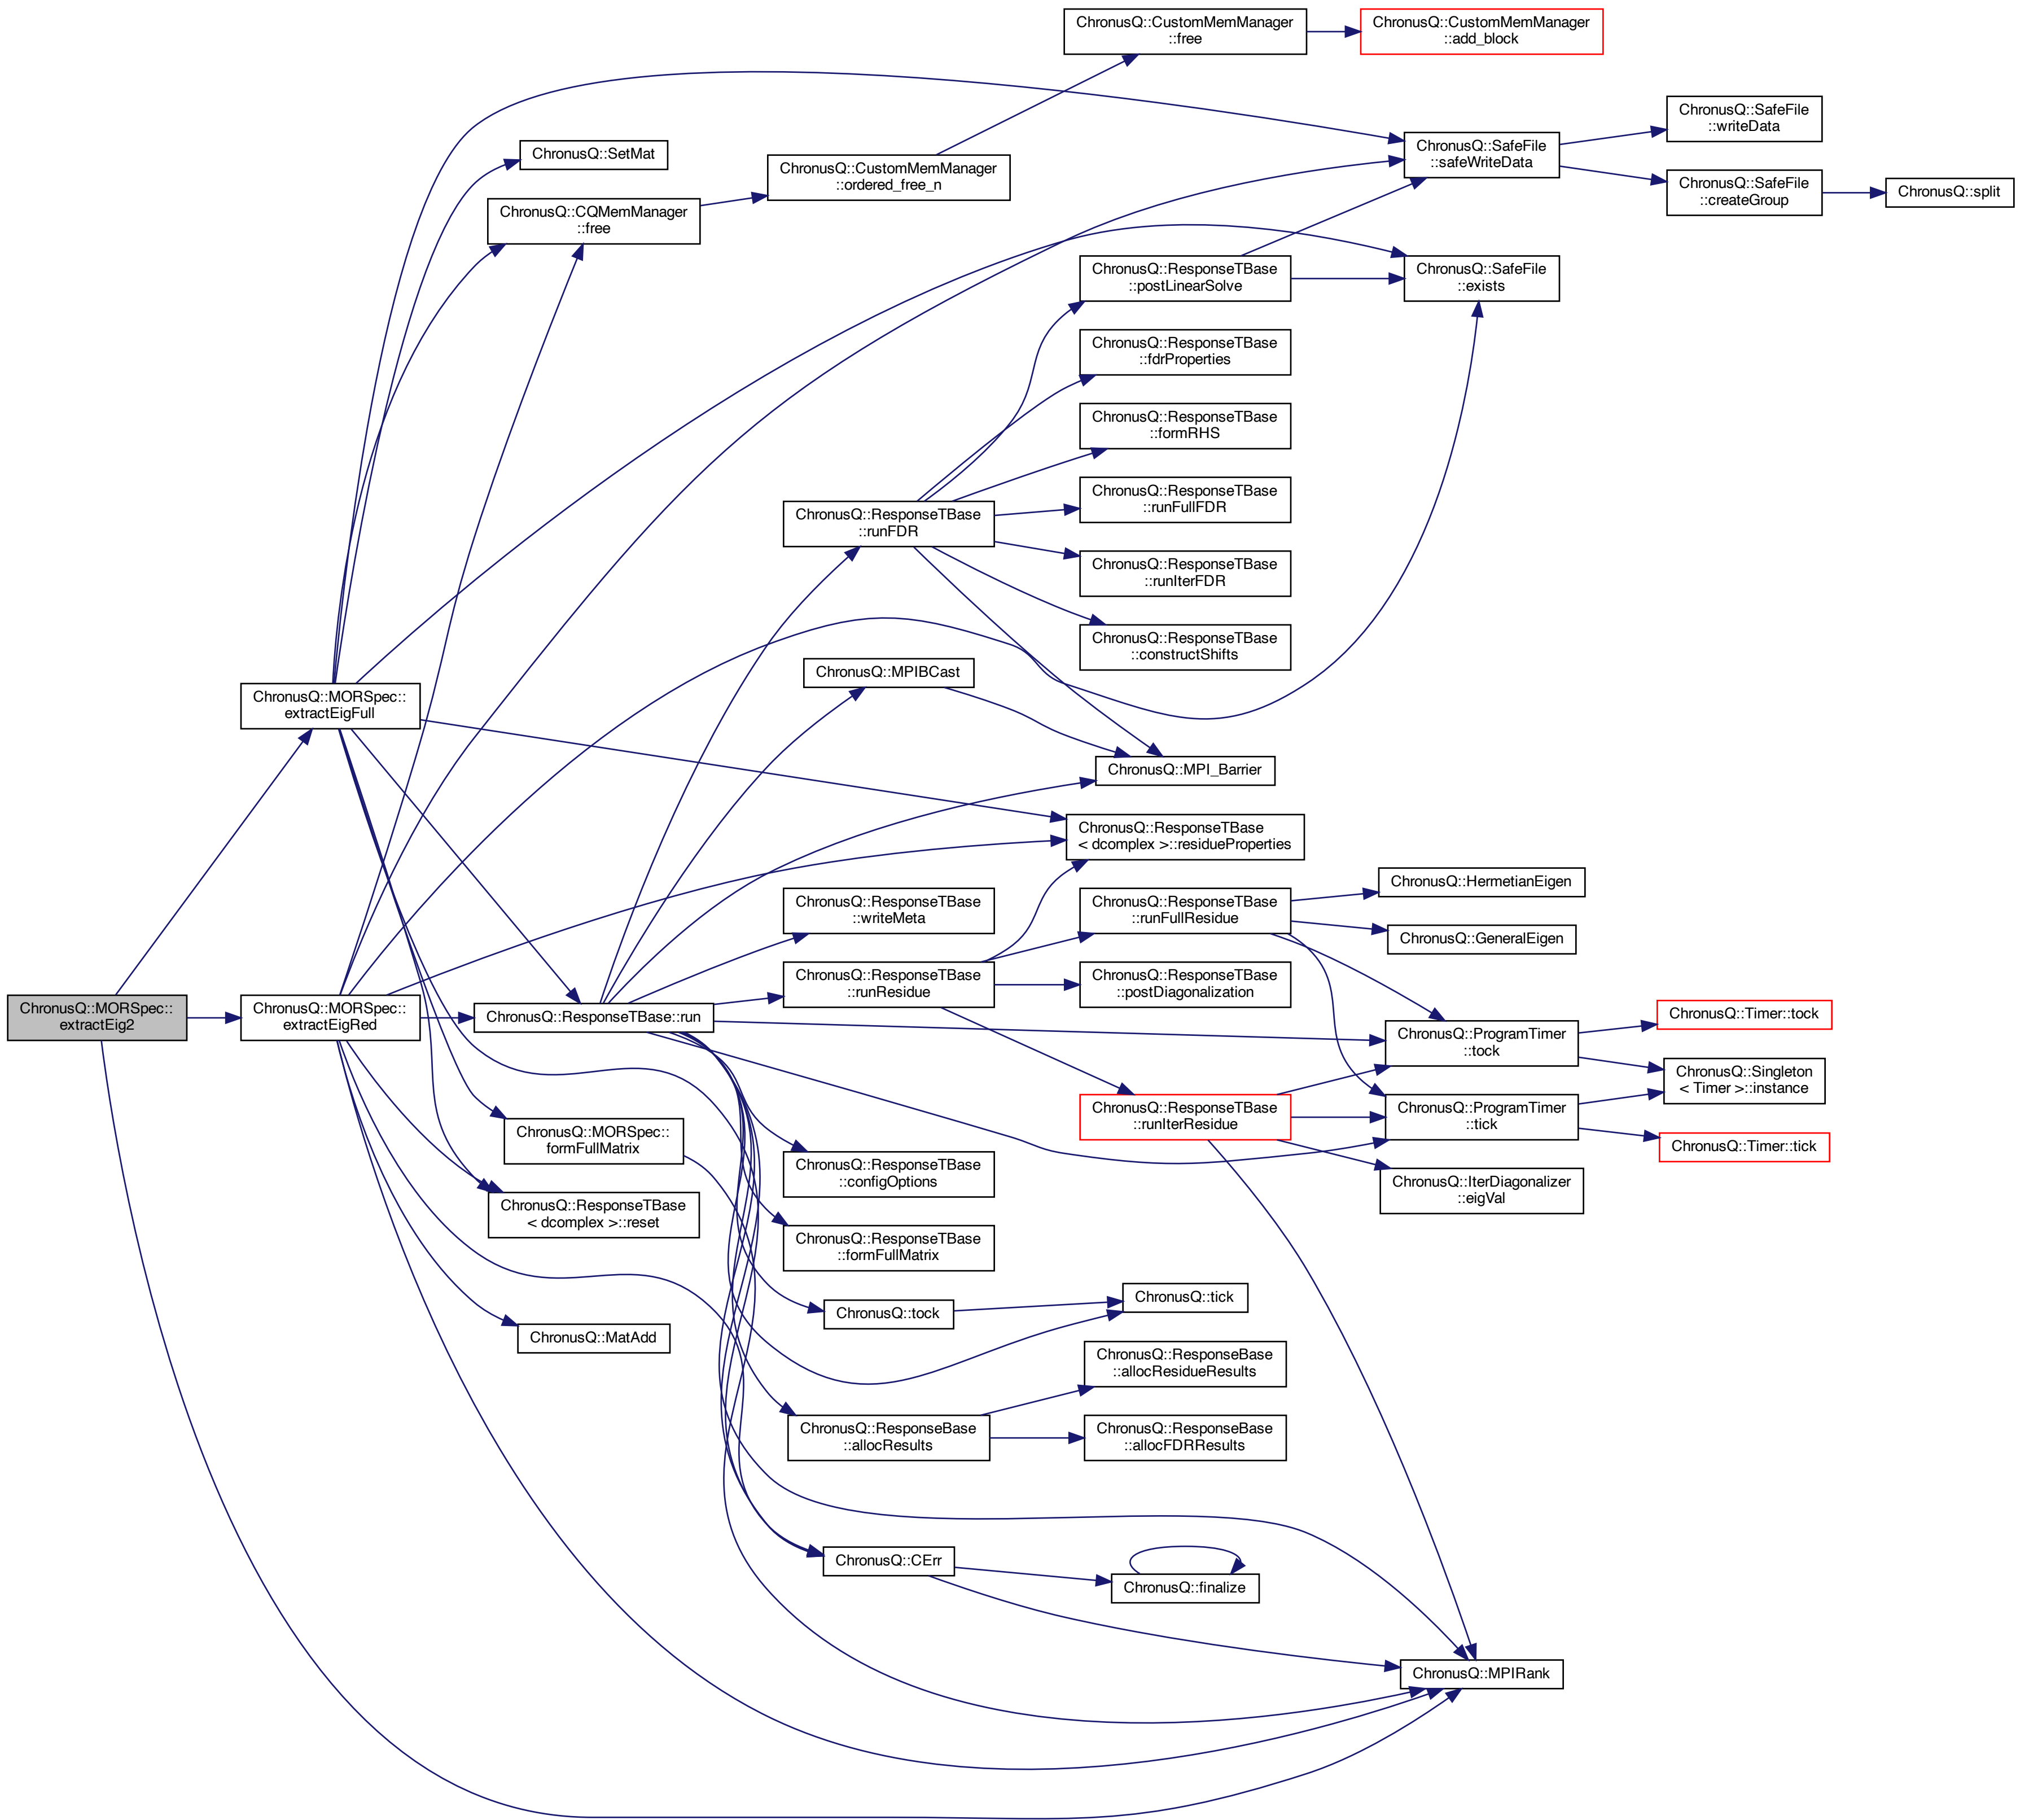 ChronusQ::MORSpec::
extractEig2
ChronusQ::MORSpec::
extractEigFull
ChronusQ::MORSpec::
extractEigRed
ChronusQ::SetMat
ChronusQ::CQMemManager
::free
ChronusQ::ResponseTBase::run
ChronusQ::MORSpec::
formFullMatrix
ChronusQ::ResponseTBase
< dcomplex >::reset
ChronusQ::MatAdd
ChronusQ::CustomMemManager
::ordered_free_n
ChronusQ::ResponseTBase
::runFDR
ChronusQ::MPIBCast
ChronusQ::ResponseTBase
::writeMeta
ChronusQ::ResponseTBase
::runResidue
ChronusQ::ResponseTBase
::configOptions
ChronusQ::ResponseTBase
::formFullMatrix
ChronusQ::tock
ChronusQ::ResponseBase
::allocResults
ChronusQ::CErr
ChronusQ::CustomMemManager
::free
ChronusQ::ResponseTBase
::postLinearSolve
ChronusQ::ResponseTBase
::fdrProperties
ChronusQ::ResponseTBase
::formRHS
ChronusQ::ResponseTBase
::runFullFDR
ChronusQ::ResponseTBase
::runIterFDR
ChronusQ::ResponseTBase
::constructShifts
ChronusQ::MPI_Barrier
ChronusQ::ResponseTBase
< dcomplex >::residueProperties
ChronusQ::ResponseTBase
::runFullResidue
ChronusQ::ResponseTBase
::postDiagonalization
ChronusQ::ResponseTBase
::runIterResidue
ChronusQ::tick
ChronusQ::ResponseBase
::allocResidueResults
ChronusQ::ResponseBase
::allocFDRResults
ChronusQ::finalize
ChronusQ::CustomMemManager
::add_block
ChronusQ::SafeFile
::safeWriteData
ChronusQ::SafeFile
::exists
ChronusQ::HermetianEigen
ChronusQ::GeneralEigen
ChronusQ::ProgramTimer
::tock
ChronusQ::ProgramTimer
::tick
ChronusQ::IterDiagonalizer
::eigVal
ChronusQ::MPIRank
ChronusQ::SafeFile
::writeData
ChronusQ::SafeFile
::createGroup
ChronusQ::Timer::tock
ChronusQ::Singleton
< Timer >::instance
ChronusQ::Timer::tick
ChronusQ::split